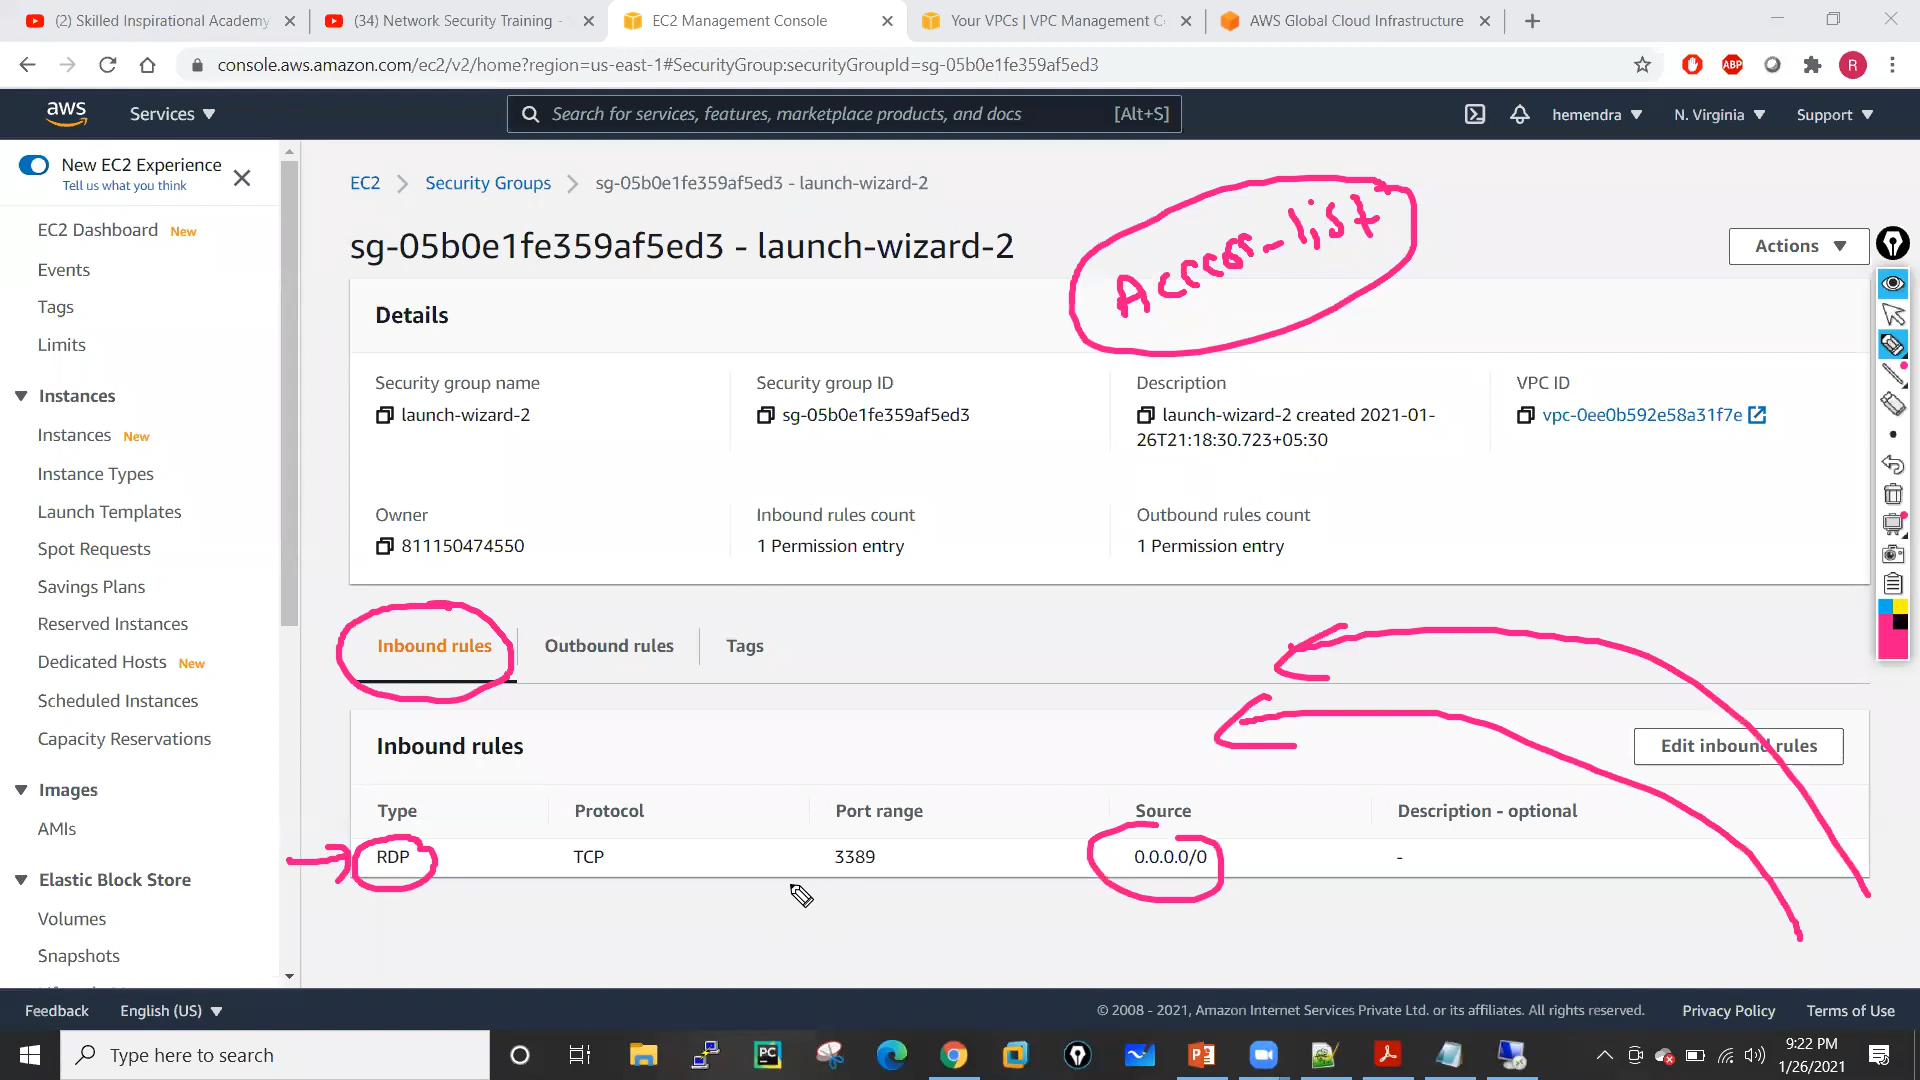 (2) Skilled Inspirational Academy
(34) Network Security Training -
EC2 Management Console
Your VPCs | VPC Management C
AWS Global Cloud Infrastructure
console.aws.amazon.com/ec2/v2/home?region=us-east-1#SecurityGroup:securityGroupId=sg-05b0e1fe359af5ed3
ABP
R
aws
Services
Search for services, features, marketplace products, and docs
[Alt+S]
hemendra
N. Virginia
Support
New EC2 Experience
Tell us what you think
EC2 Dashboard New
Events
Tags
Limits
Instances
Instances New
Instance Types
Launch Templates
Spot Requests
Savings Plans
Reserved Instances
Dedicated Hosts New
Scheduled Instances
Capacity Reservations
Images
AMIs
Elastic Block Store
Volumes
Snapshots
EC2 > Security Groups > sg-05b0e1fe359af5ed3 - launch-wizard-2
sg-05b0e1fe359af5ed3 - launch-wizard-2
Access-list
Actions
Details
Security group name
launch-wizard-2
Security group ID
sg-05b0e1fe359af5ed3
Description
launch-wizard-2 created 2021-01-
26T21:18:30.723+05:30
VPC ID
vpc-0ee0b592e58a31f7e
Owner
811150474550
Inbound rules count
1 Permission entry
Outbound rules count
1 Permission entry
Inbound rules
Outbound rules
Tags
Inbound rules
Edit inbound rules
Type Protocol Port range Source Description - optional
RDP TCP 3389 0.0.0.0/0 -
Feedback
English (US)
© 2008 - 2021, Amazon Internet Services Private Ltd. or its affiliates. All rights reserved.
Privacy Policy
Terms of Use
Type here to search
PC
9:22 PM
1/26/2021